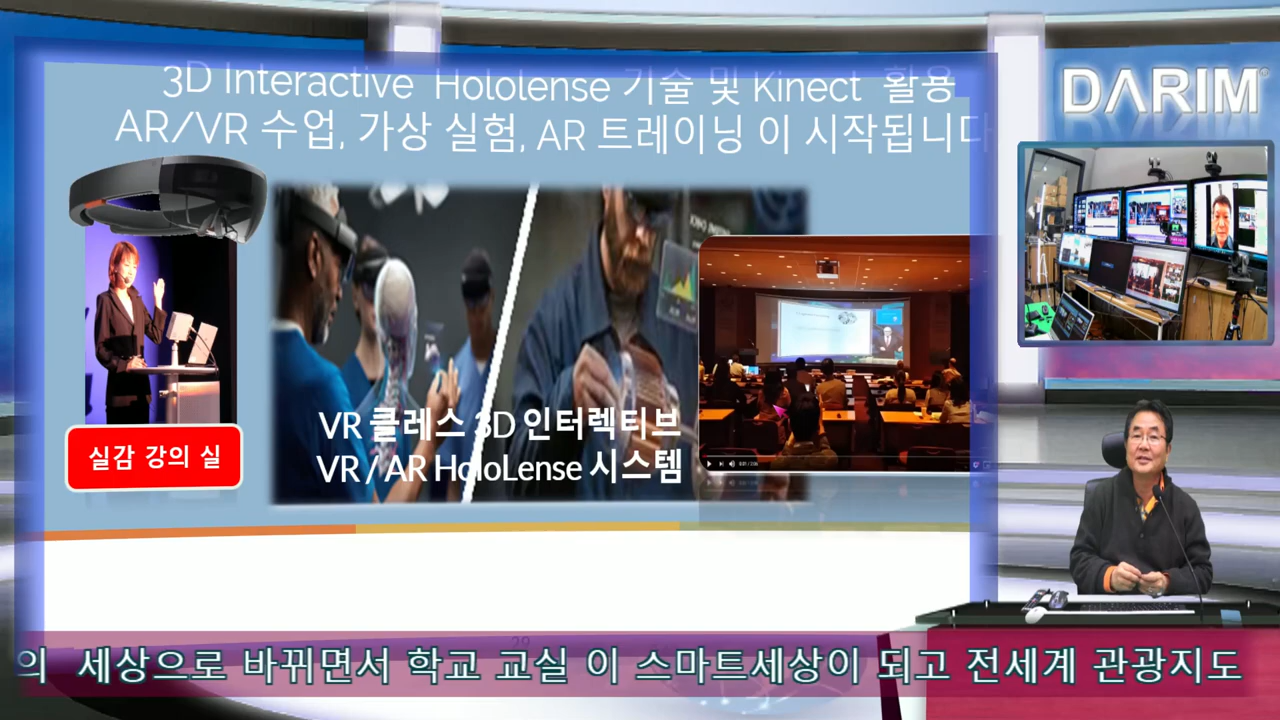 3D Interactive Hololense 기술 및 Kinect 활용
AR/VR 수업, 가상 실험, AR 트레이닝 이 시작됩니다
DARIM
실감 강의 실
VR 클레스 3D 인터렉티브
VR / AR HoloLense 시스템
의 세상으로 바뀌면서 학교 교실 이 스마트세상이 되고 전세계 관광지도